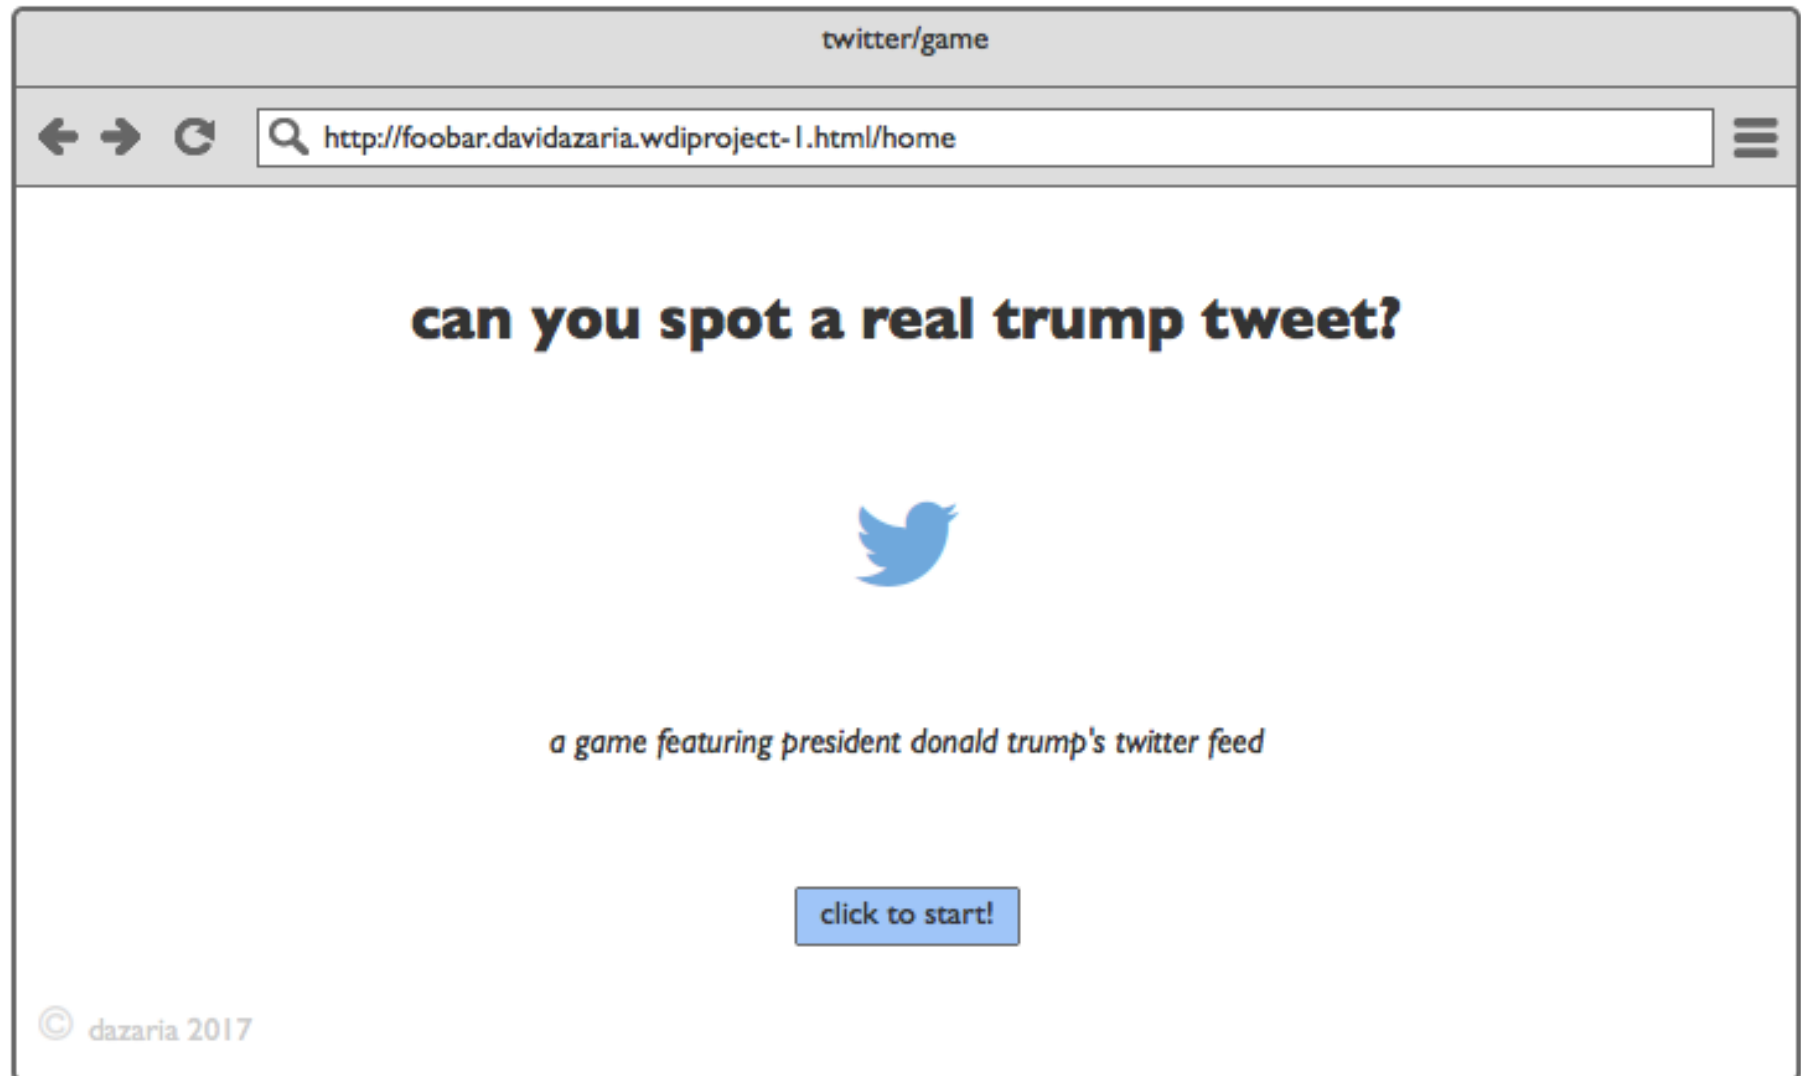 twitter/game
http://foobar.davidazaria.wdiproject-1.html/home
can you spot a real trump tweet?
a game featuring president donald trump's twitter feed
click to start!
© dazaria 2017